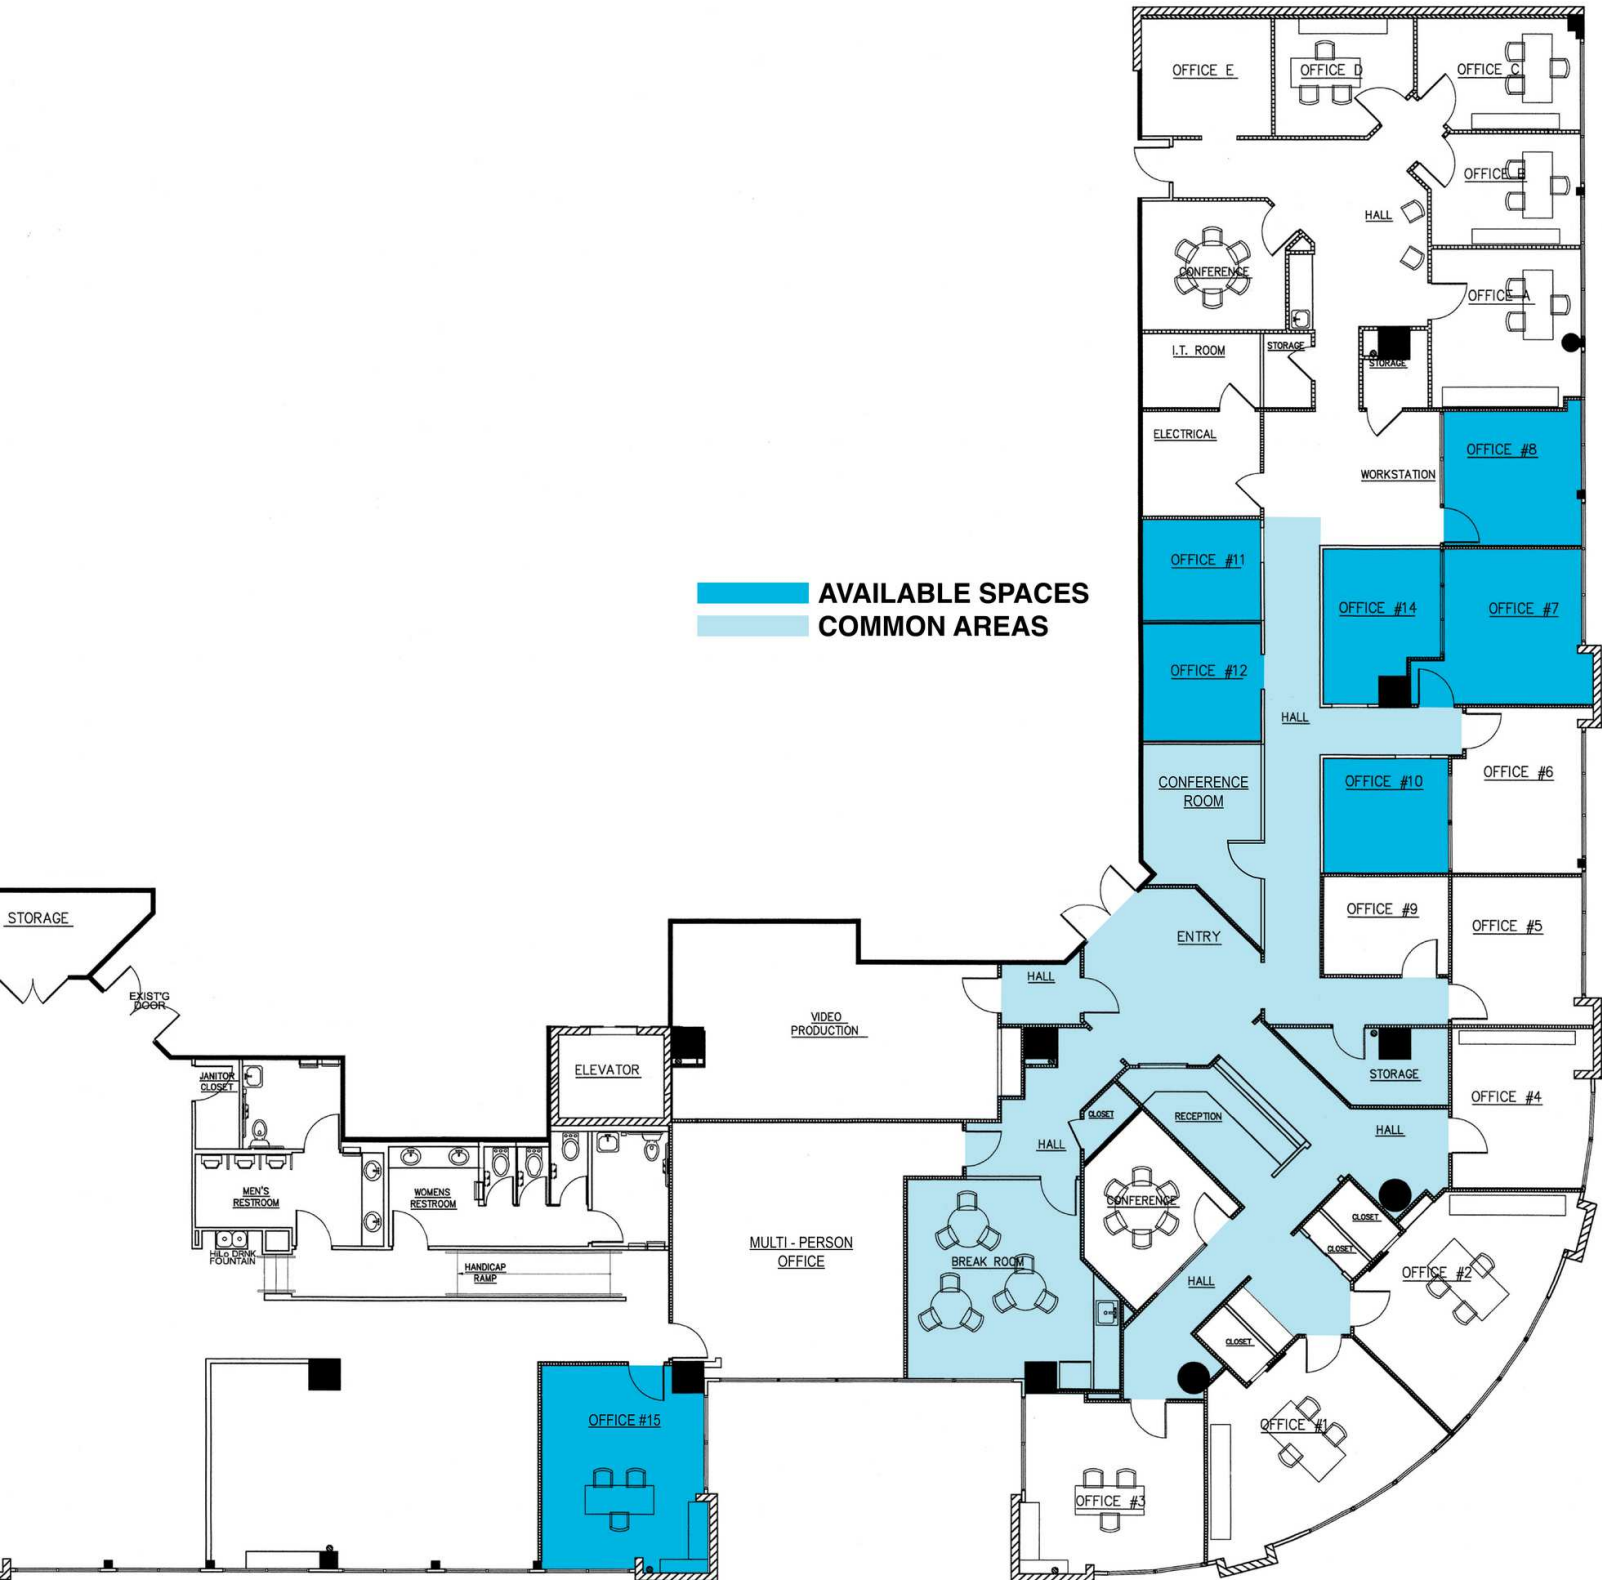 OFFICE E
OFFICE D
OFFICE C
OFFICE B
HALL
CONFERENCE
OFFICE A
I.T. ROOM
STORAGE
STORAGE
ELECTRICAL
WORKSTATION
OFFICE #8
OFFICE #11
AVAILABLE SPACES
COMMON AREAS
OFFICE #14
OFFICE #7
OFFICE #12
HALL
CONFERENCE
ROOM
OFFICE #10
OFFICE #6
STORAGE
OFFICE #9
OFFICE #5
ENTRY
HALL
EXIST'G
DOOR
VIDEO
PRODUCTION
ELEVATOR
JANITOR
CLOSET
STORAGE
OFFICE #4
CLOSET
RECEPTION
HALL
HALL
MEN'S
RESTROOM
WOMENS
RESTROOM
CONFERENCE
CLOSET
CLOSET
HiLo DRNK
FOUNTAIN
HANDICAP
RAMP
MULTI - PERSON
OFFICE
BREAK ROOM
HALL
OFFICE #2
CLOSET
OFFICE #15
OFFICE #1
OFFICE #3